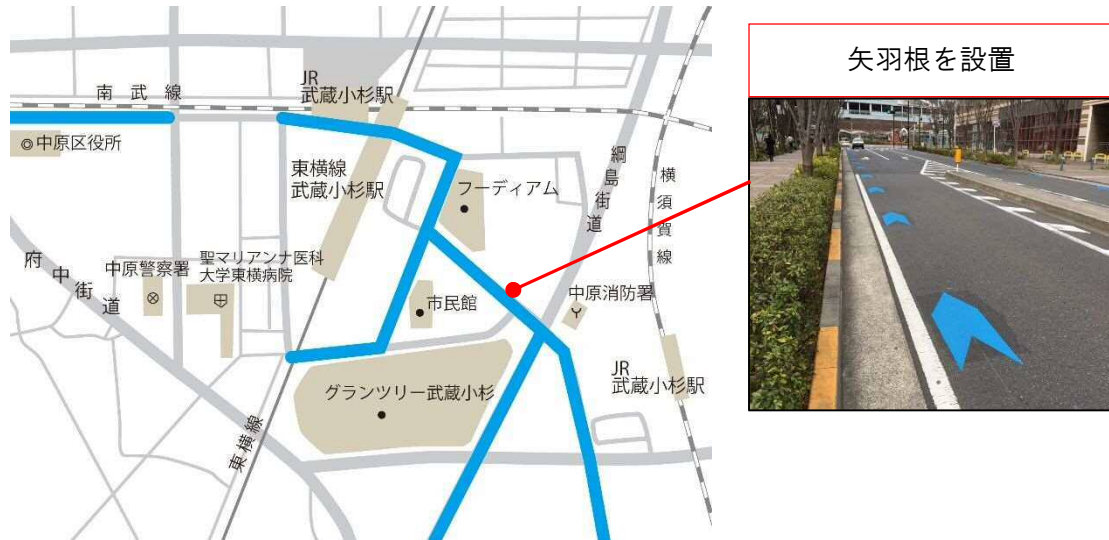 矢羽根を設置
JR
武蔵小杉駅
南武線
◎中原区役所
東横線
武蔵小杉駅
フーディアム
綱島街道
横須賀線
府中街道
中原警察署
聖マリアンナ医科
大学東横病院
市民館
中原消防署
グランツリー武蔵小杉
JR
武蔵小杉駅
東横線